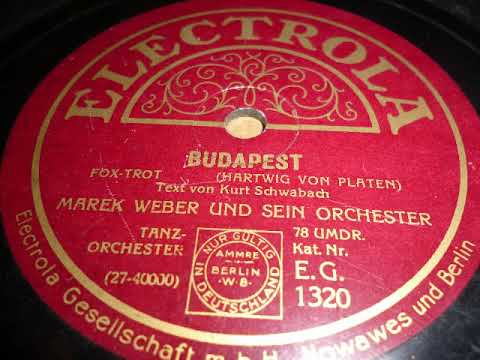 ELECTROLA
BUDAPEST
FOX-TROT (HARTWIG VON PLATEN)
Text von Kurt Schwabach
MAREK WEBER UND SEIN ORCHESTER
TANZ-
ORCHESTER
(27-40000)
NUR GÜLTIG
IN DEUTSCHLAND
AMMRE
BERLIN
·W·8·
78 UMDR.
Kat. Nr.
E.G.
1320
Electrola Gesellschaft m.b.H. Nowawes und Berlin